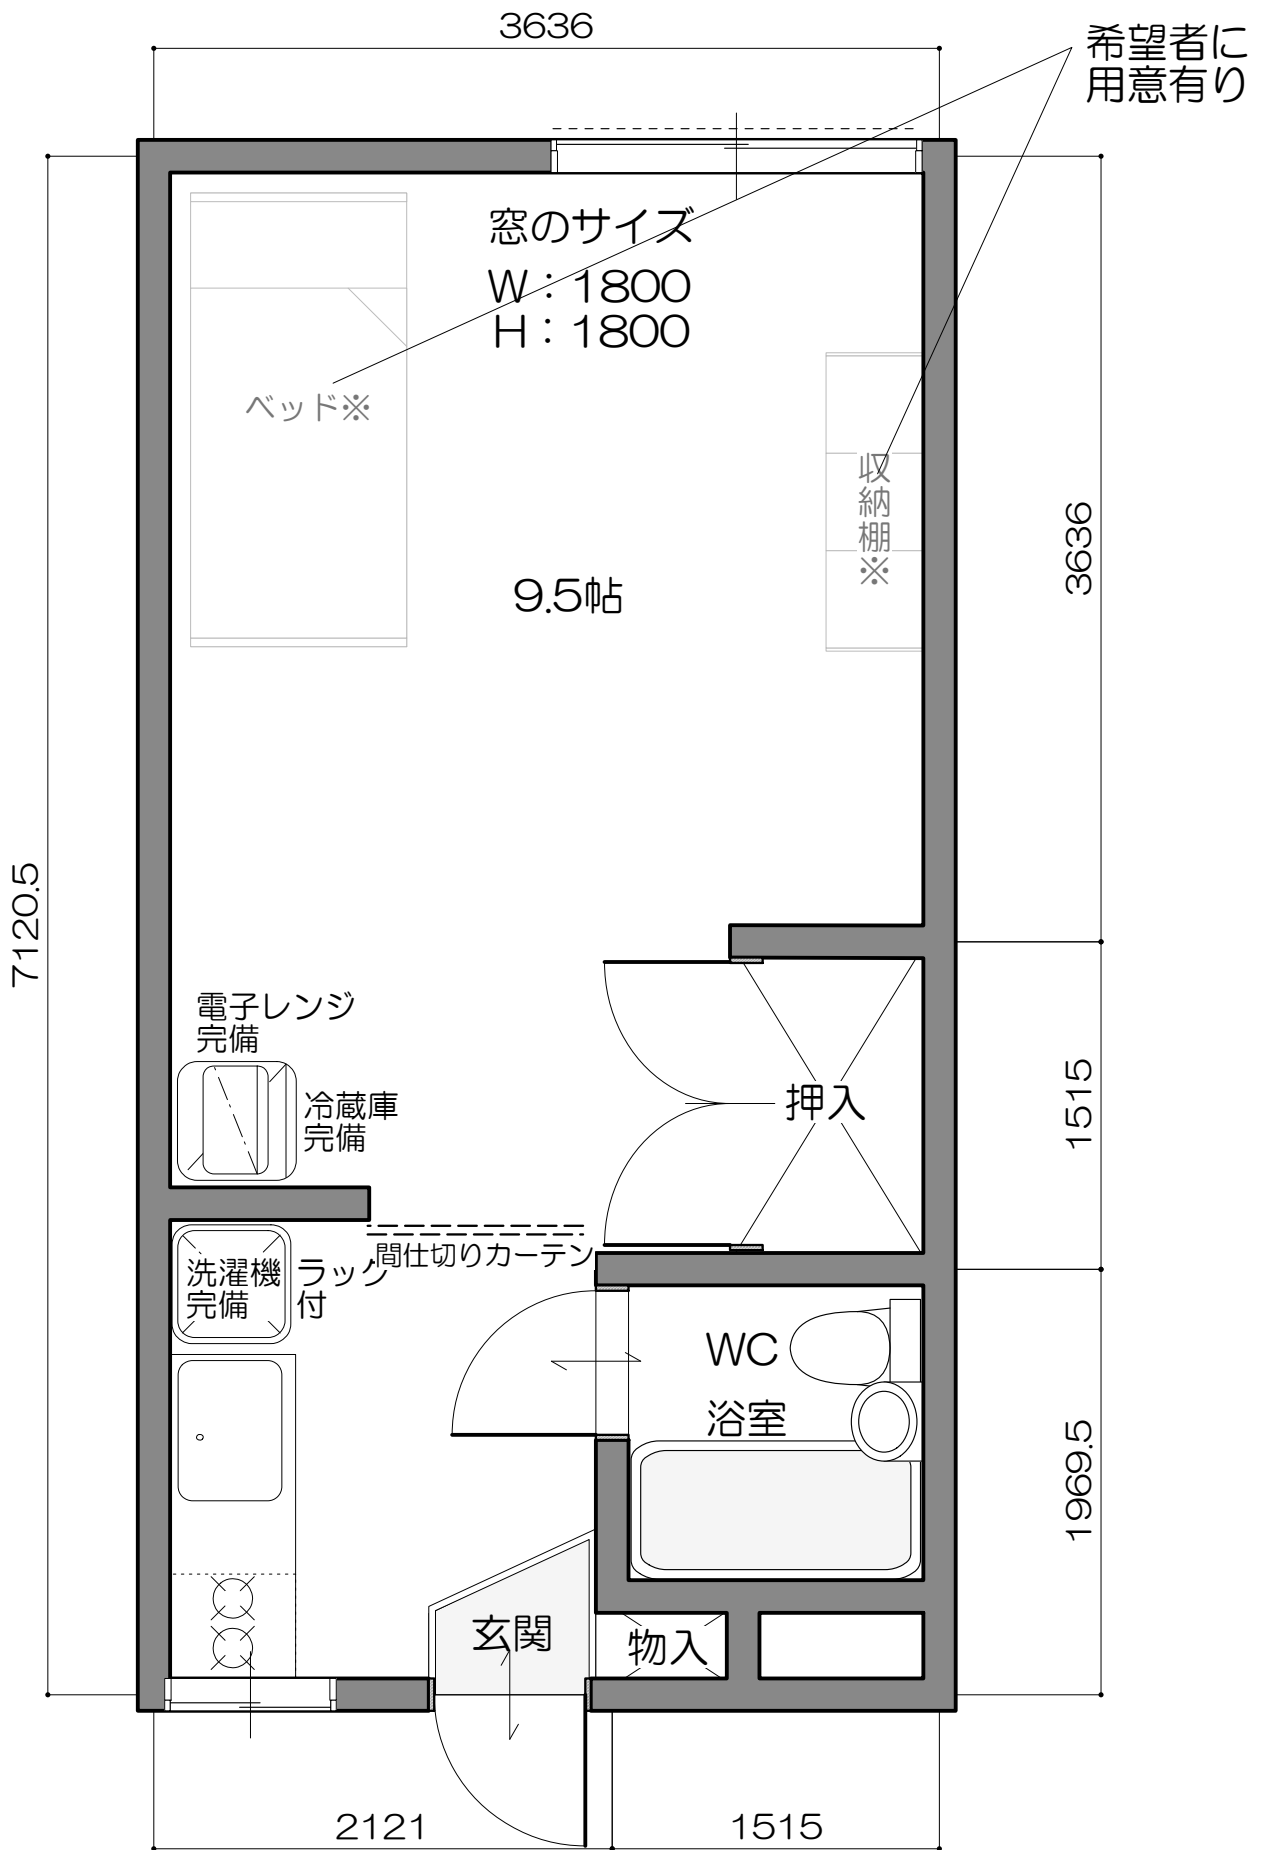 3636
希望者に
用意有り
窓のサイズ
W：1800
H：1800
ベッド※
収納棚※
9.5帖
3636
7120.5
電子レンジ
完備
冷蔵庫
完備
押入
1515
間仕切りカーテン
洗濯機
完備
ラック
付
WC
浴室
1969.5
玄関
物入
2121
1515